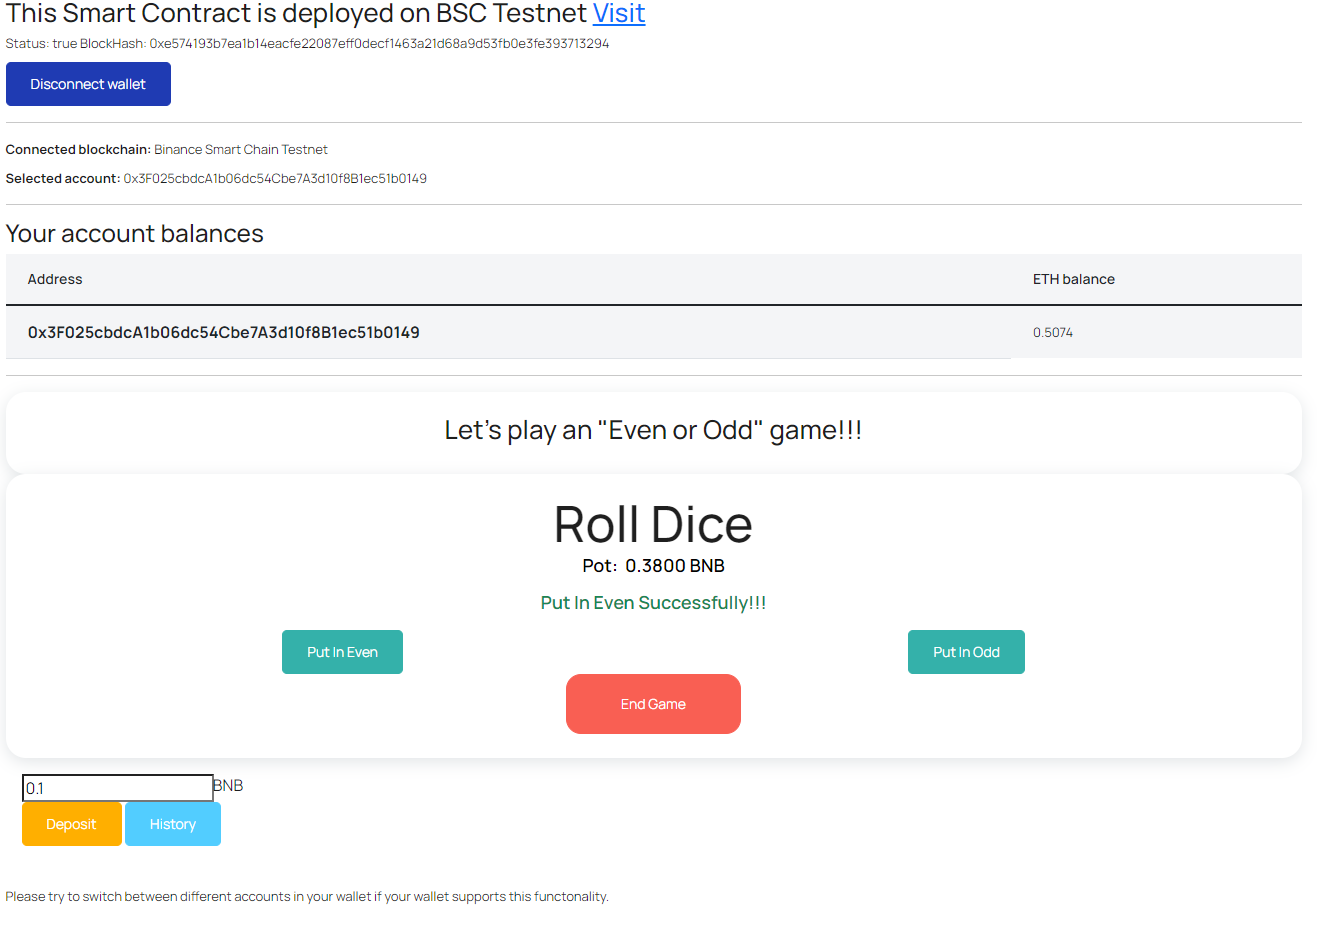 This Smart Contract is deployed on BSC Testnet Visit
Status: true BlockHash: 0xe574193b7ea1b14eacfe22087eff0decf1463a21d68a9d53fb0e3fe393713294
Disconnect wallet
Connected blockchain: Binance Smart Chain Testnet
Selected account: 0x3F025cbdcA1b06dc54Cbe7A3d10f8B1ec51b0149
Your account balances
Address ETH balance
0x3F025cbdcA1b06dc54Cbe7A3d10f8B1ec51b0149 0.5074
Let's play an "Even or Odd" game!!!
Roll Dice
Pot: 0.3800 BNB
Put In Even Successfully!!!
Put In Even Put In Odd
End Game
0.1 BNB
Deposit History
Please try to switch between different accounts in your wallet if your wallet supports this functonality.